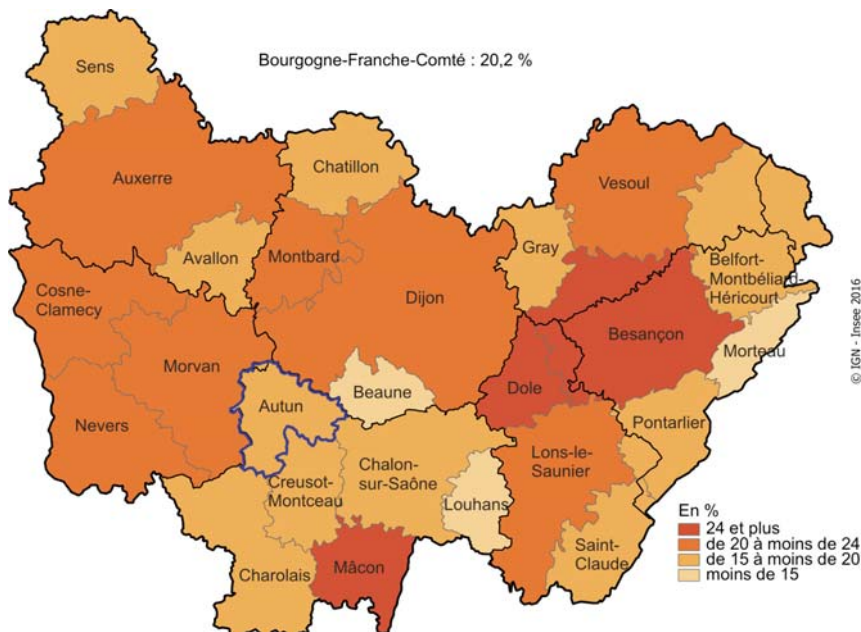 Sens
Bourgogne-Franche-Comté : 20,2 %
Auxerre
Chatillon
Vesoul
Avallon
Montbard
Gray
Belfort-
Montbéliard-
Héricourt
Cosne-
Clamecy
Dijon
Besançon
Morteau
Morvan
Dole
Beaune
Autun
Nevers
Pontarlier
Lons-le-
Saunier
Chalon-
sur-Saône
Creusot-
Montceau
Louhans
Saint-
Claude
Charolais
Mâcon
En %
24 et plus
de 20 à moins de 24
de 15 à moins de 20
moins de 15
© IGN - Insee 2016